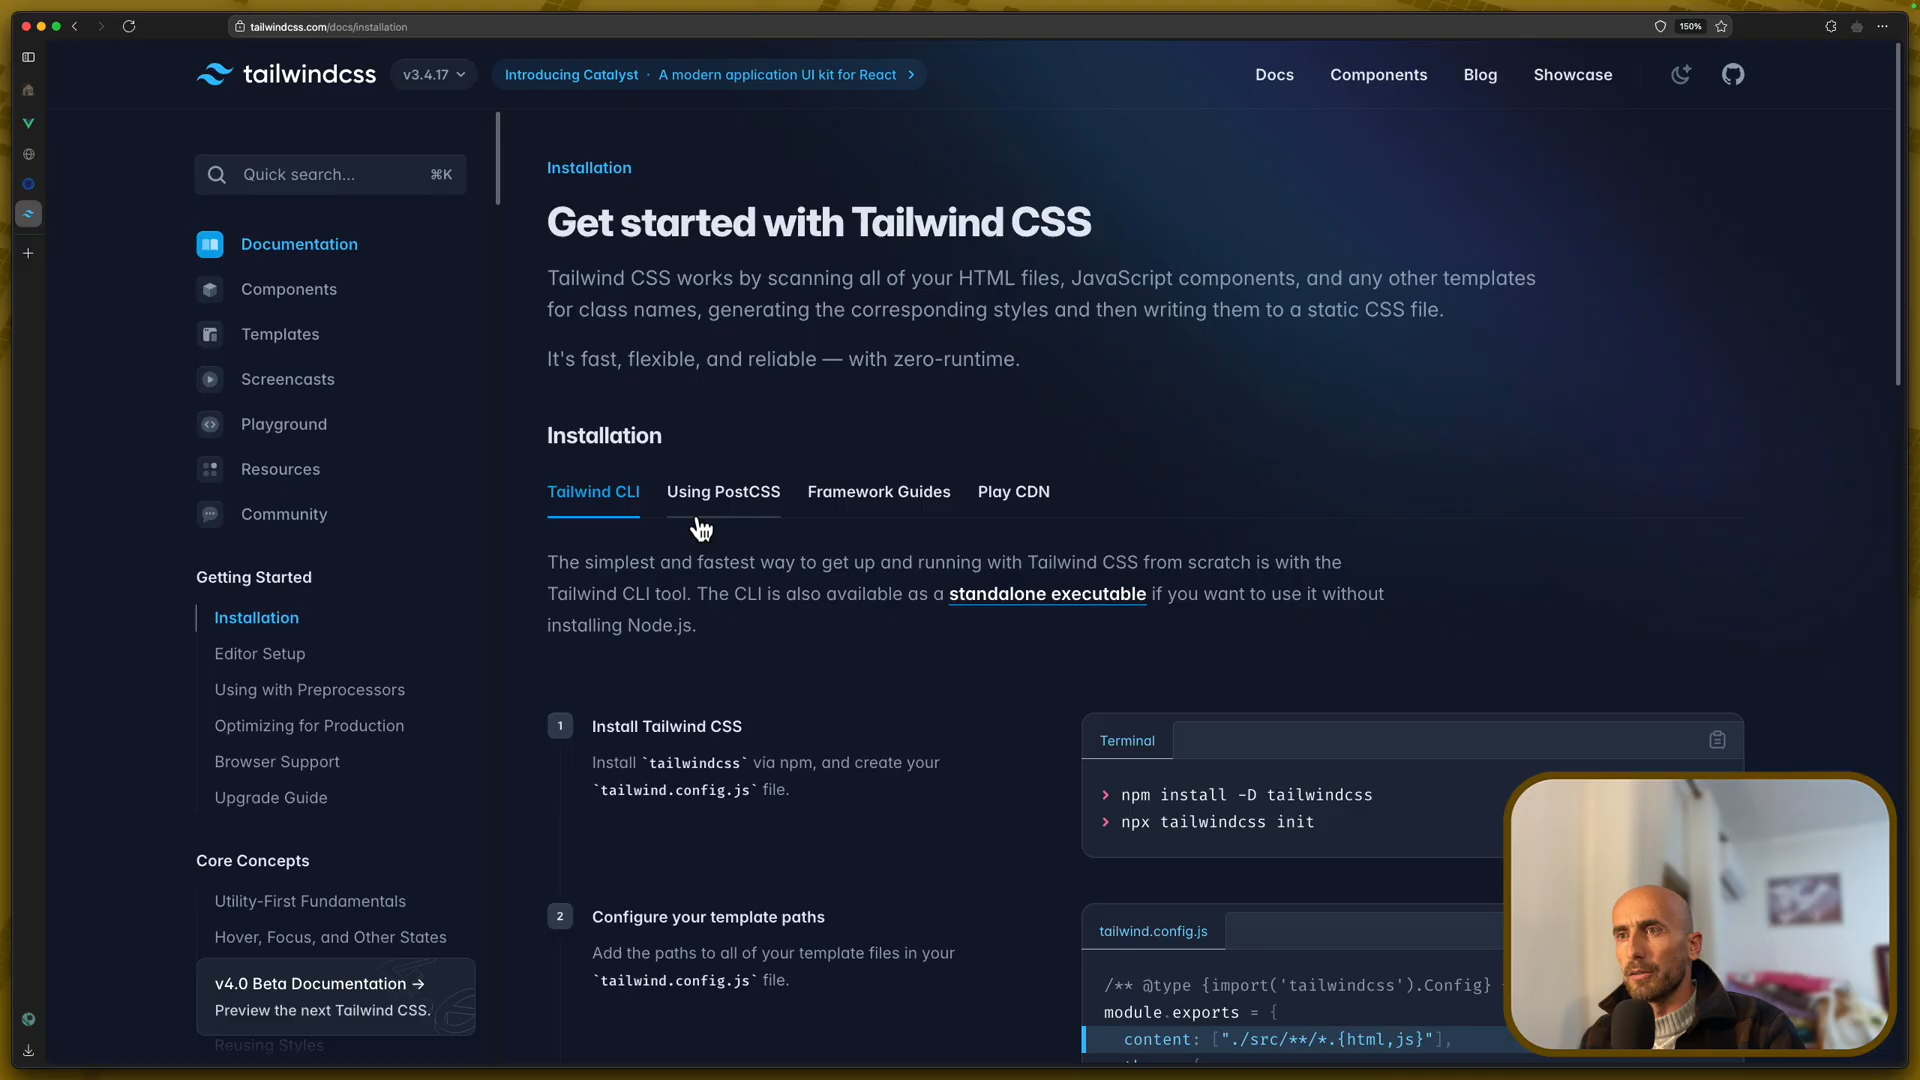 tailwindcss.com/docs/installation
150%
tailwindcss
v3.4.17
Introducing Catalyst · A modern application UI kit for React
Docs
Components
Blog
Showcase
Quick search...
⌘K
Documentation
Components
Templates
Screencasts
Playground
Resources
Community
Getting Started
Installation
Editor Setup
Using with Preprocessors
Optimizing for Production
Browser Support
Upgrade Guide
Core Concepts
Utility-First Fundamentals
Hover, Focus, and Other States
v4.0 Beta Documentation →
Preview the next Tailwind CSS.
Reusing Styles
Installation
Get started with Tailwind CSS
Tailwind CSS works by scanning all of your HTML files, JavaScript components, and any other templates
for class names, generating the corresponding styles and then writing them to a static CSS file.
It's fast, flexible, and reliable — with zero-runtime.
Installation
Tailwind CLI
Using PostCSS
Framework Guides
Play CDN
The simplest and fastest way to get up and running with Tailwind CSS from scratch is with the
Tailwind CLI tool. The CLI is also available as a standalone executable if you want to use it without
installing Node.js.
1
Install Tailwind CSS
Install `tailwindcss` via npm, and create your
`tailwind.config.js` file.
Terminal
> npm install -D tailwindcss
> npx tailwindcss init
2
Configure your template paths
Add the paths to all of your template files in your
`tailwind.config.js` file.
tailwind.config.js
/** @type {import('tailwindcss').Config}
module.exports = {
content: ["./src/**/*.{html,js}"],